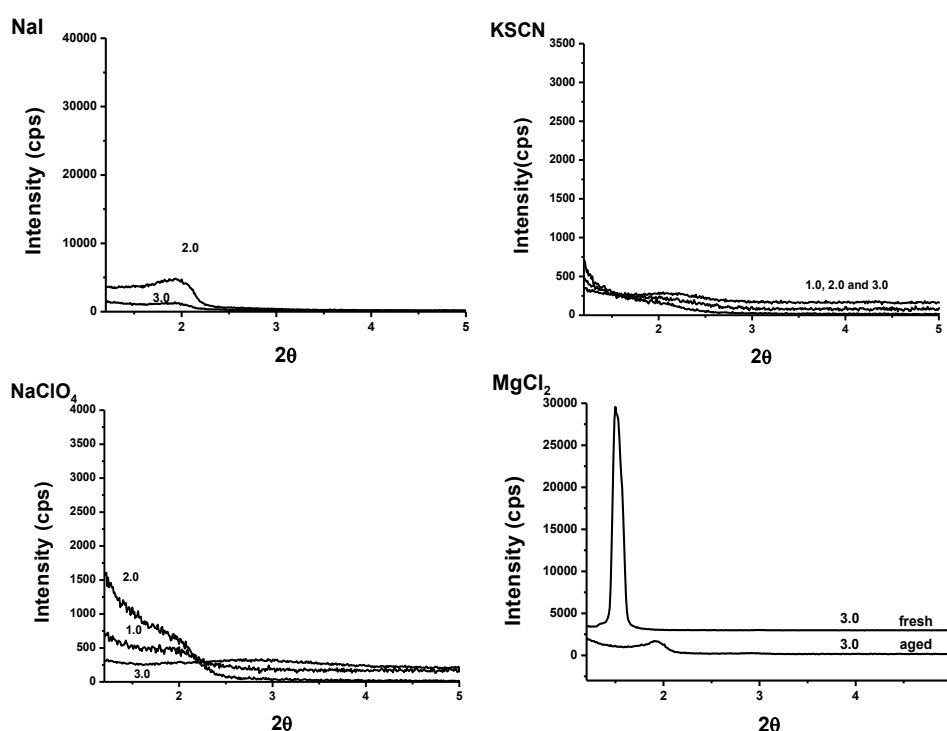 NaI
Intensity (cps)
40000
30000
20000
10000
0
2.0
3.0
2 3 4 5
2θ
KSCN
Intensity(cps)
3500
3000
2500
2000
1500
1000
500
0
1.0, 2.0 and 3.0
2 3 4 5
2θ
NaClO4
Intensity (cps)
4000
3500
3000
2500
2000
1500
1000
500
0
2.0
1.0
3.0
2 3 4 5
2θ
MgCl2
Intensity (cps)
30000
25000
20000
15000
10000
5000
0
3.0 fresh
3.0 aged
2 3 4
2θ